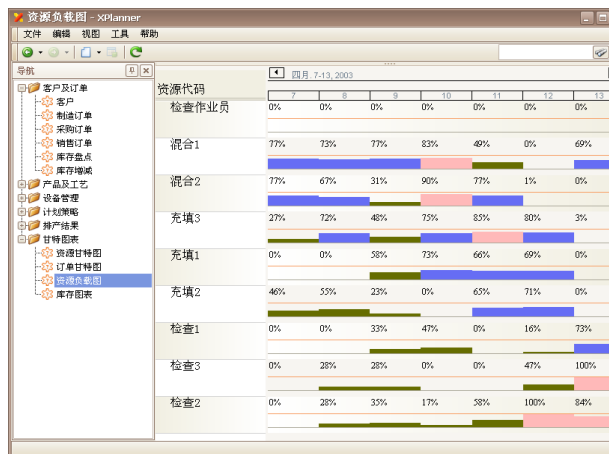 资源负载图 - XPlanner
文件 编辑 视图 工具 帮助
导航
客户及订单
客户
制造订单
采购订单
销售订单
库存盘点
库存增减
产品及工艺
设备管理
计划策略
排产结果
甘特图表
资源甘特图
订单甘特图
资源负载图
库存图表
资源代码
四月 7-13, 2003
7 8 9 10 11 12 13
检查作业员 0% 0% 0% 0% 0% 0% 0%
混合1 77% 73% 77% 83% 49% 0% 69%
混合2 77% 67% 31% 90% 77% 1% 0%
充填3 27% 72% 48% 75% 85% 80% 3%
充填1 0% 0% 58% 73% 66% 69% 0%
充填2 46% 55% 23% 0% 65% 71% 0%
检查1 0% 0% 33% 47% 0% 16% 73%
检查3 0% 28% 28% 0% 0% 47% 100%
检查2 0% 28% 35% 17% 58% 100% 84%